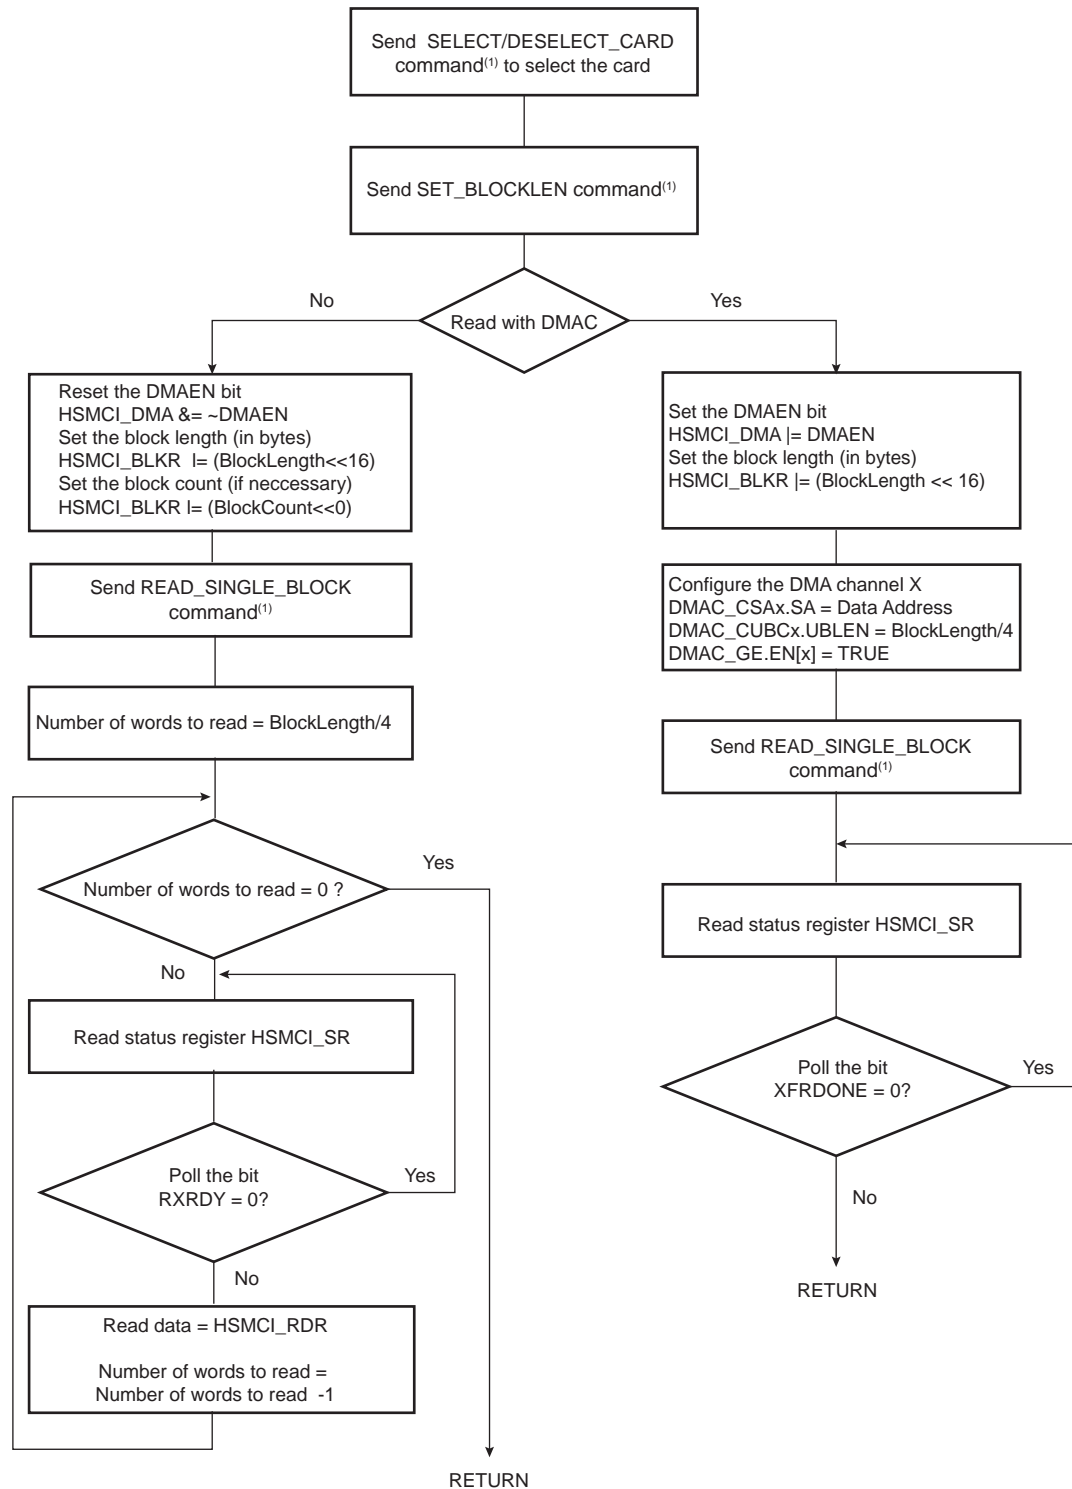 Send SELECT/DESELECT_CARD
command(1) to select the card
Send SET_BLOCKLEN command(1)
No
Read with DMAC
Yes
Reset the DMAEN bit
HSMCI_DMA &= ~DMAEN
Set the block length (in bytes)
HSMCI_BLKR l= (BlockLength<<16)
Set the block count (if neccessary)
HSMCI_BLKR l= (BlockCount<<0)
Send READ_SINGLE_BLOCK
command(1)
Number of words to read = BlockLength/4
Number of words to read = 0 ?
Yes
No
Read status register HSMCI_SR
Poll the bit
RXRDY = 0?
Yes
No
Read data = HSMCI_RDR
Number of words to read =
Number of words to read -1
RETURN
Set the DMAEN bit
HSMCI_DMA |= DMAEN
Set the block length (in bytes)
HSMCI_BLKR |= (BlockLength << 16)
Configure the DMA channel X
DMAC_CSAx.SA = Data Address
DMAC_CUBCx.UBLEN = BlockLength/4
DMAC_GE.EN[x] = TRUE
Send READ_SINGLE_BLOCK
command(1)
Read status register HSMCI_SR
Poll the bit
XFRDONE = 0?
Yes
No
RETURN